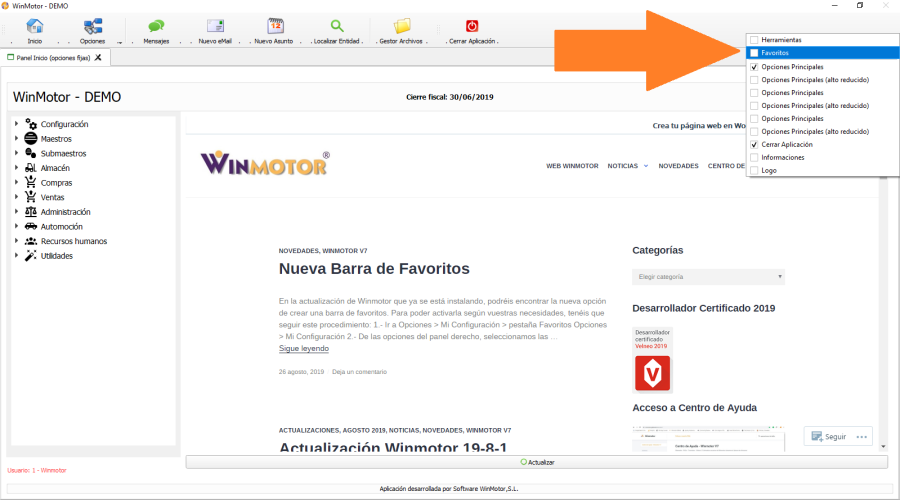 WinMotor - DEMO
Inicio
Opciones
Mensajes
Nuevo eMail
Nuevo Asunto
Localizar Entidad
Gestor Archivos
Cerrar Aplicación
12
Panel Inicio (opciones fijas)
Herramientas
Favoritos
Opciones Principales
Opciones Principales (alto reducido)
Opciones Principales
Opciones Principales (alto reducido)
Opciones Principales
Opciones Principales (alto reducido)
Cerrar Aplicación
Informaciones
Logo
WinMotor - DEMO
Cierre fiscal: 30/06/2019
Configuración
Maestros
Submaestros
Almacén
Compras
Ventas
Administración
Automoción
Recursos humanos
Utilidades
Crea tu página web en Wo
WINMOTOR®
WEB WINMOTOR NOTICIAS NOVEDADES CENTRO DE
NOVEDADES, WINMOTOR V7
Nueva Barra de Favoritos
En la actualización de Winmotor que ya se está instalando, podréis encontrar la nueva opción
de crear una barra de favoritos. Para poder activarla según vuestras necesidades, tenéis que
seguir este procedimiento: 1.- Ir a Opciones > Mi Configuración > pestaña Favoritos Opciones
> Mi Configuración 2.- De las opciones del panel derecho, seleccionamos las …
Sigue leyendo
26 agosto, 2019 Deja un comentario
ACTUALIZACIONES, AGOSTO 2019, NOTICIAS, NOVEDADES, WINMOTOR V7
Actualización Winmotor 19-8-1
Categorías
Elegir categoría
Desarrollador Certificado 2019
Desarrollador
certificado
Velneo 2019
Acceso a Centro de Ayuda
Seguir
Actualizar
Usuario: 1 - Winmotor
Aplicación desarrollada por Software WinMotor,S.L.